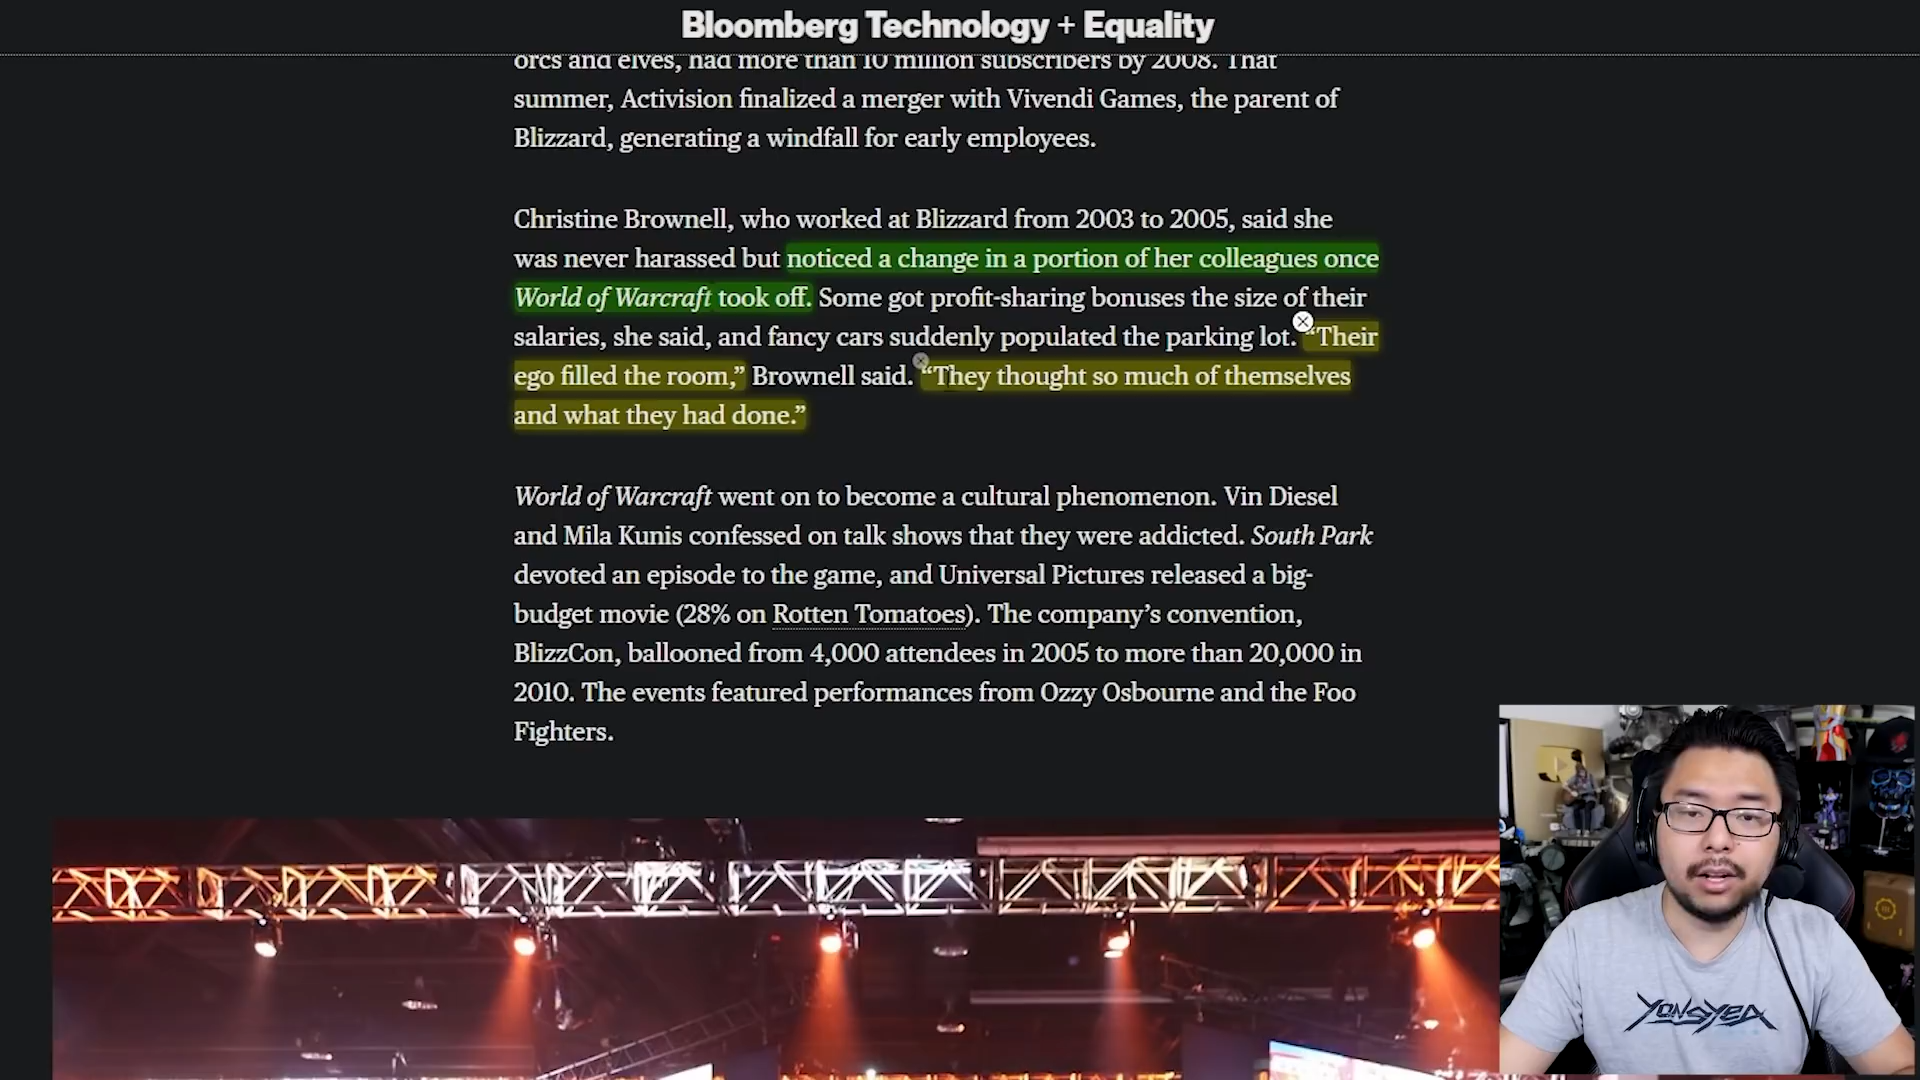 Bloomberg Technology + Equality
orcs and elves, had more than 10 million subscribers by 2008. That
summer, Activision finalized a merger with Vivendi Games, the parent of
Blizzard, generating a windfall for early employees.
Christine Brownell, who worked at Blizzard from 2003 to 2005, said she
was never harassed but noticed a change in a portion of her colleagues once
World of Warcraft took off. Some got profit-sharing bonuses the size of their
salaries, she said, and fancy cars suddenly populated the parking lot. “Their
ego filled the room,” Brownell said. “They thought so much of themselves
and what they had done.”
World of Warcraft went on to become a cultural phenomenon. Vin Diesel
and Mila Kunis confessed on talk shows that they were addicted. South Park
devoted an episode to the game, and Universal Pictures released a big-
budget movie (28% on Rotten Tomatoes). The company’s convention,
BlizzCon, ballooned from 4,000 attendees in 2005 to more than 20,000 in
2010. The events featured performances from Ozzy Osbourne and the Foo
Fighters.
YONGYEA